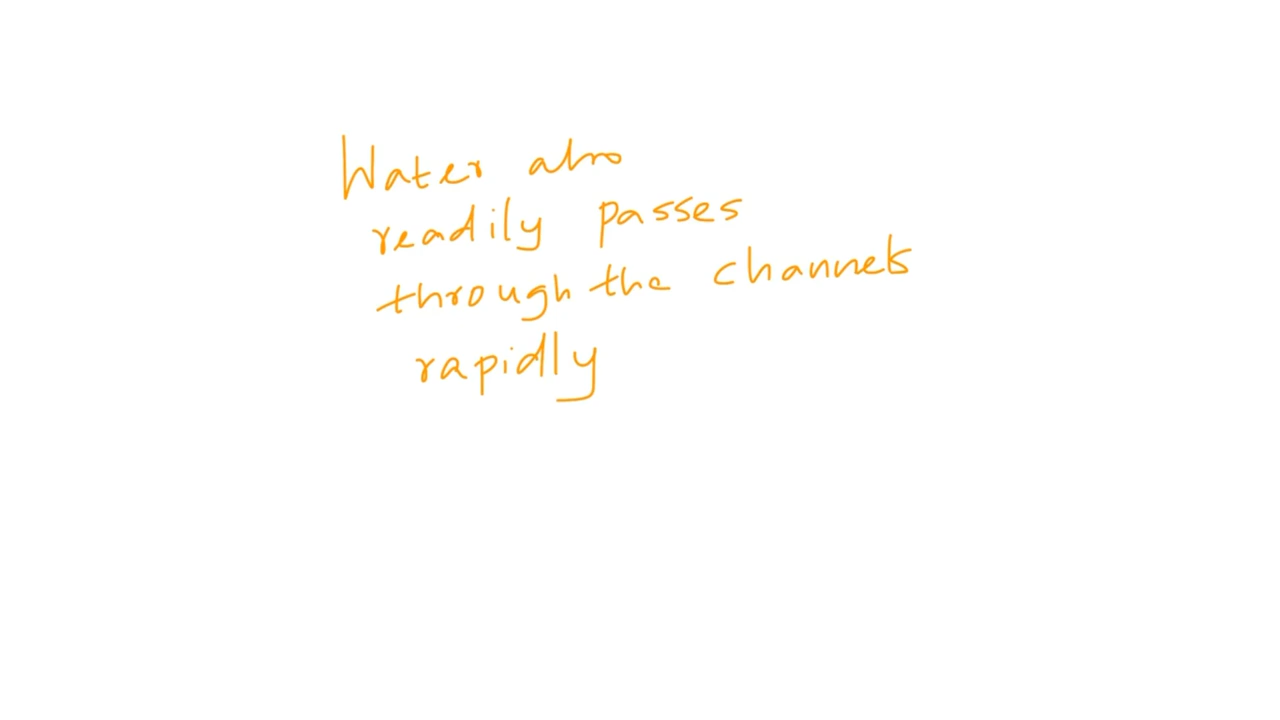 Water also
readily passes
through the channels
rapidly